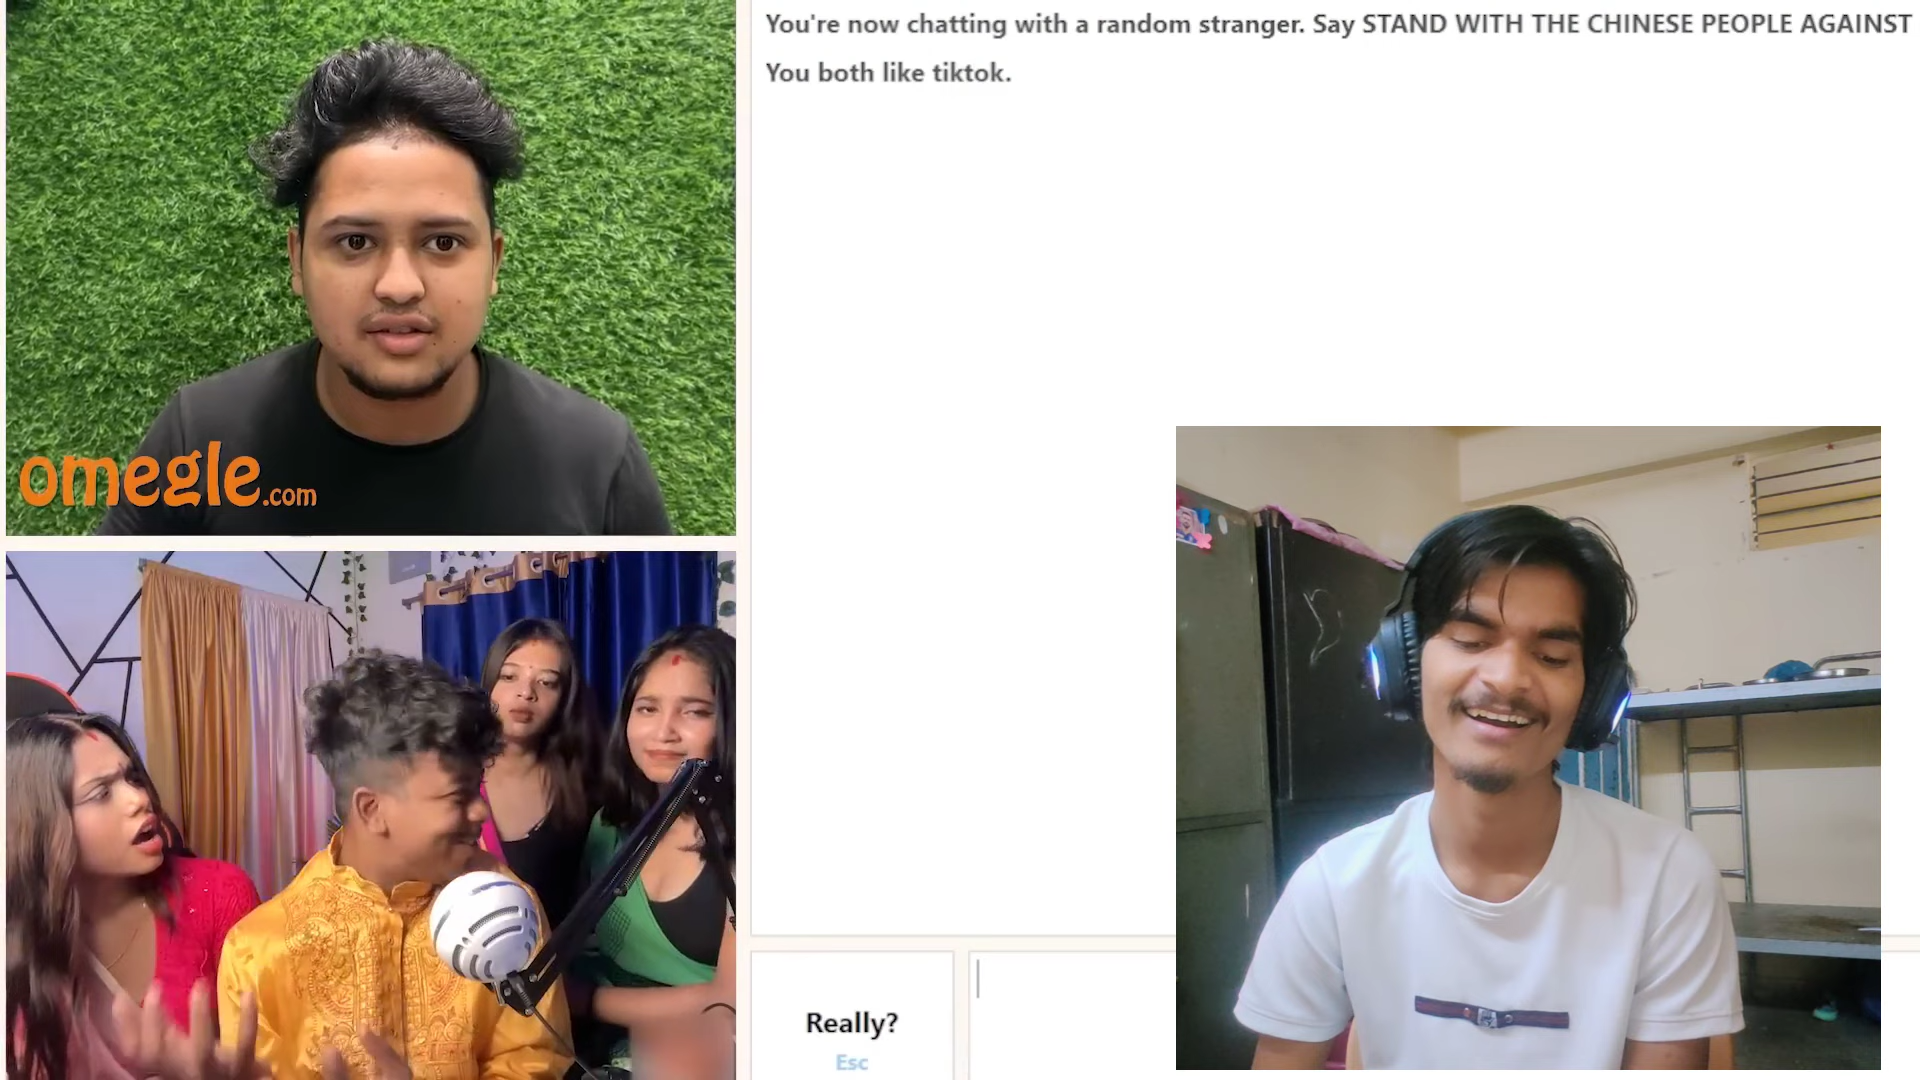 You're now chatting with a random stranger. Say STAND WITH THE CHINESE PEOPLE AGAINST
You both like tiktok.
omegle.com
Really?
Esc